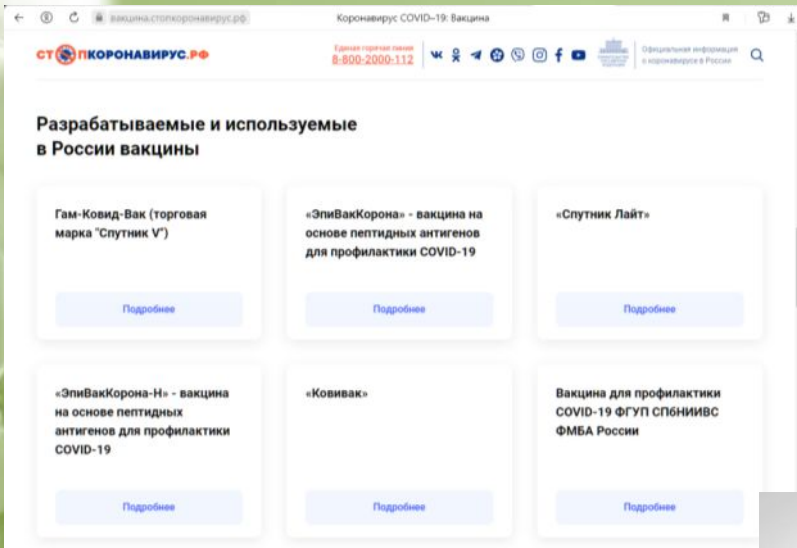 вакцина.стопкоронавирус.рф
Коронавирус COVID-19: Вакцина
СТОПКОРОНАВИРУС.РФ
Единая горячая линия
8-800-2000-112
Официальная информация
о коронавирусе в России
Разрабатываемые и используемые
в России вакцины
Гам-Ковид-Вак (торговая
марка "Спутник V")
Подробнее
«ЭпиВакКорона» - вакцина на
основе пептидных антигенов
для профилактики COVID-19
Подробнее
«Спутник Лайт»
Подробнее
«ЭпиВакКорона-Н» - вакцина
на основе пептидных
антигенов для профилактики
COVID-19
Подробнее
«Ковивак»
Подробнее
Вакцина для профилактики
COVID-19 ФГУП СПбНИИВС
ФМБА России
Подробнее